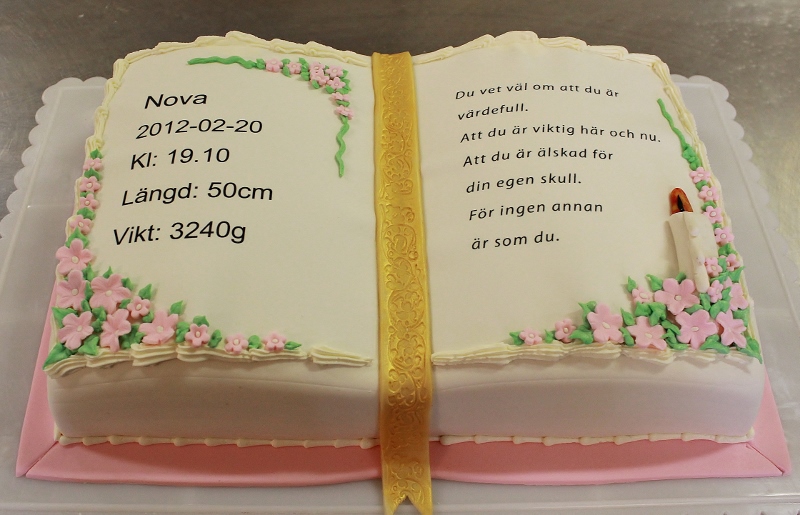 Nova
2012-02-20
Kl: 19.10
Längd: 50cm
Vikt: 3240g
Du vet väl om att du är
värdefull.
Att du är viktig här och nu.
Att du är älskad för
din egen skull.
För ingen annan
är som du.